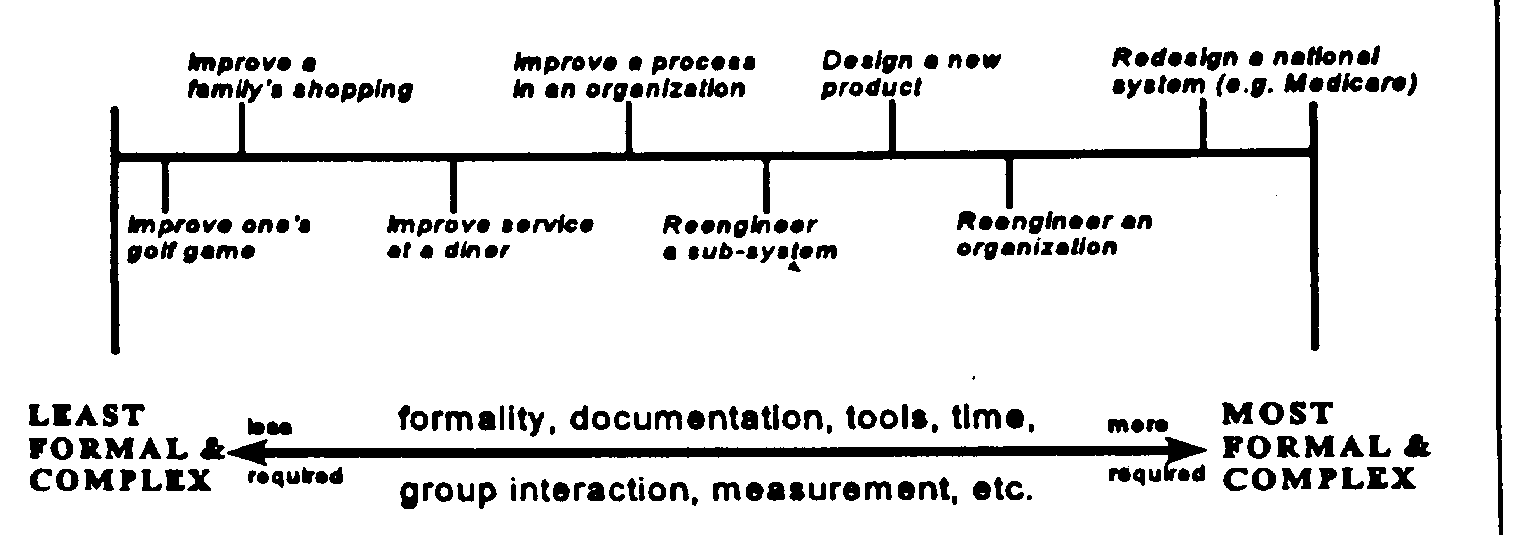 Improve a
family's shopping
Improve a process
in an organization
Design a new
product
Redesign a national
system (e.g. Medicare)
Improve one's
golf game
Improve service
at a diner
Reengineer
a sub-system
Reengineer an
organization
LEAST
FORMAL &
COMPLEX
less
required
formality, documentation, tools, time,
group interaction, measurement, etc.
more
required
MOST
FORMAL &
COMPLEX